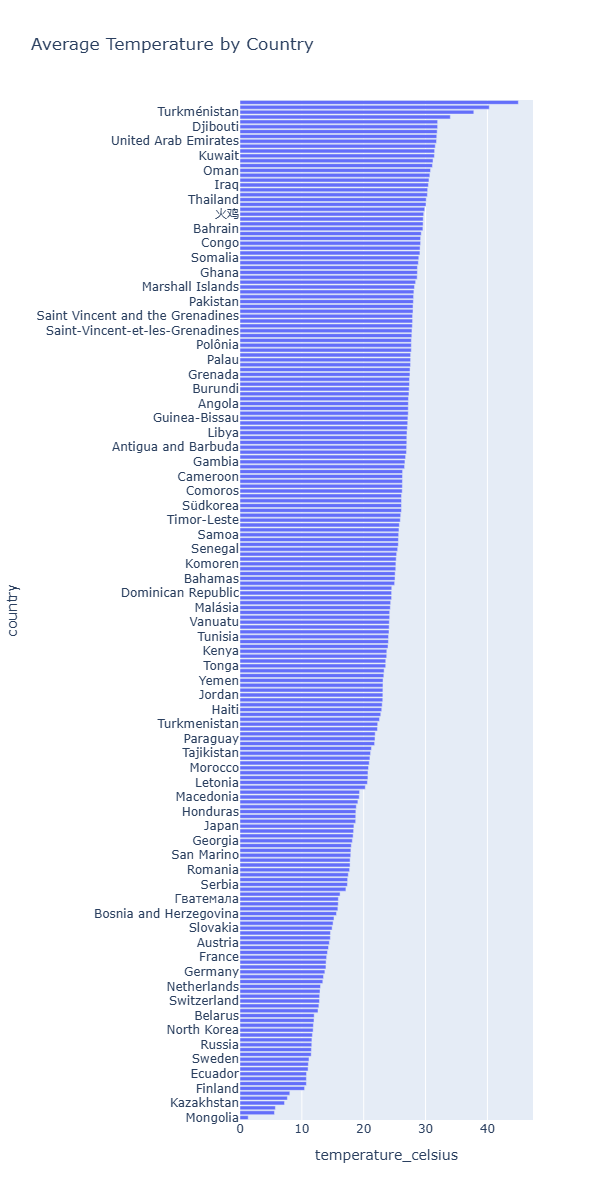 Average Temperature by Country
Turkménistan
Djibouti
United Arab Emirates
Kuwait
Oman
Iraq
Thailand
火鸡
Bahrain
Congo
Somalia
Ghana
Marshall Islands
Pakistan
Saint Vincent and the Grenadines
Saint-Vincent-et-les-Grenadines
Polônia
Palau
Grenada
Burundi
Angola
Guinea-Bissau
Libya
Antigua and Barbuda
Gambia
Cameroon
Comoros
Südkorea
Timor-Leste
Samoa
Senegal
Komoren
Bahamas
Dominican Republic
Malásia
Vanuatu
Tunisia
Kenya
Tonga
Yemen
Jordan
Haiti
Turkmenistan
Paraguay
Tajikistan
Morocco
Letonia
Macedonia
Honduras
Japan
Georgia
San Marino
Romania
Serbia
Гватемала
Bosnia and Herzegovina
Slovakia
Austria
France
Germany
Netherlands
Switzerland
Belarus
North Korea
Russia
Sweden
Ecuador
Finland
Kazakhstan
Mongolia
country
0 10 20 30 40
temperature_celsius